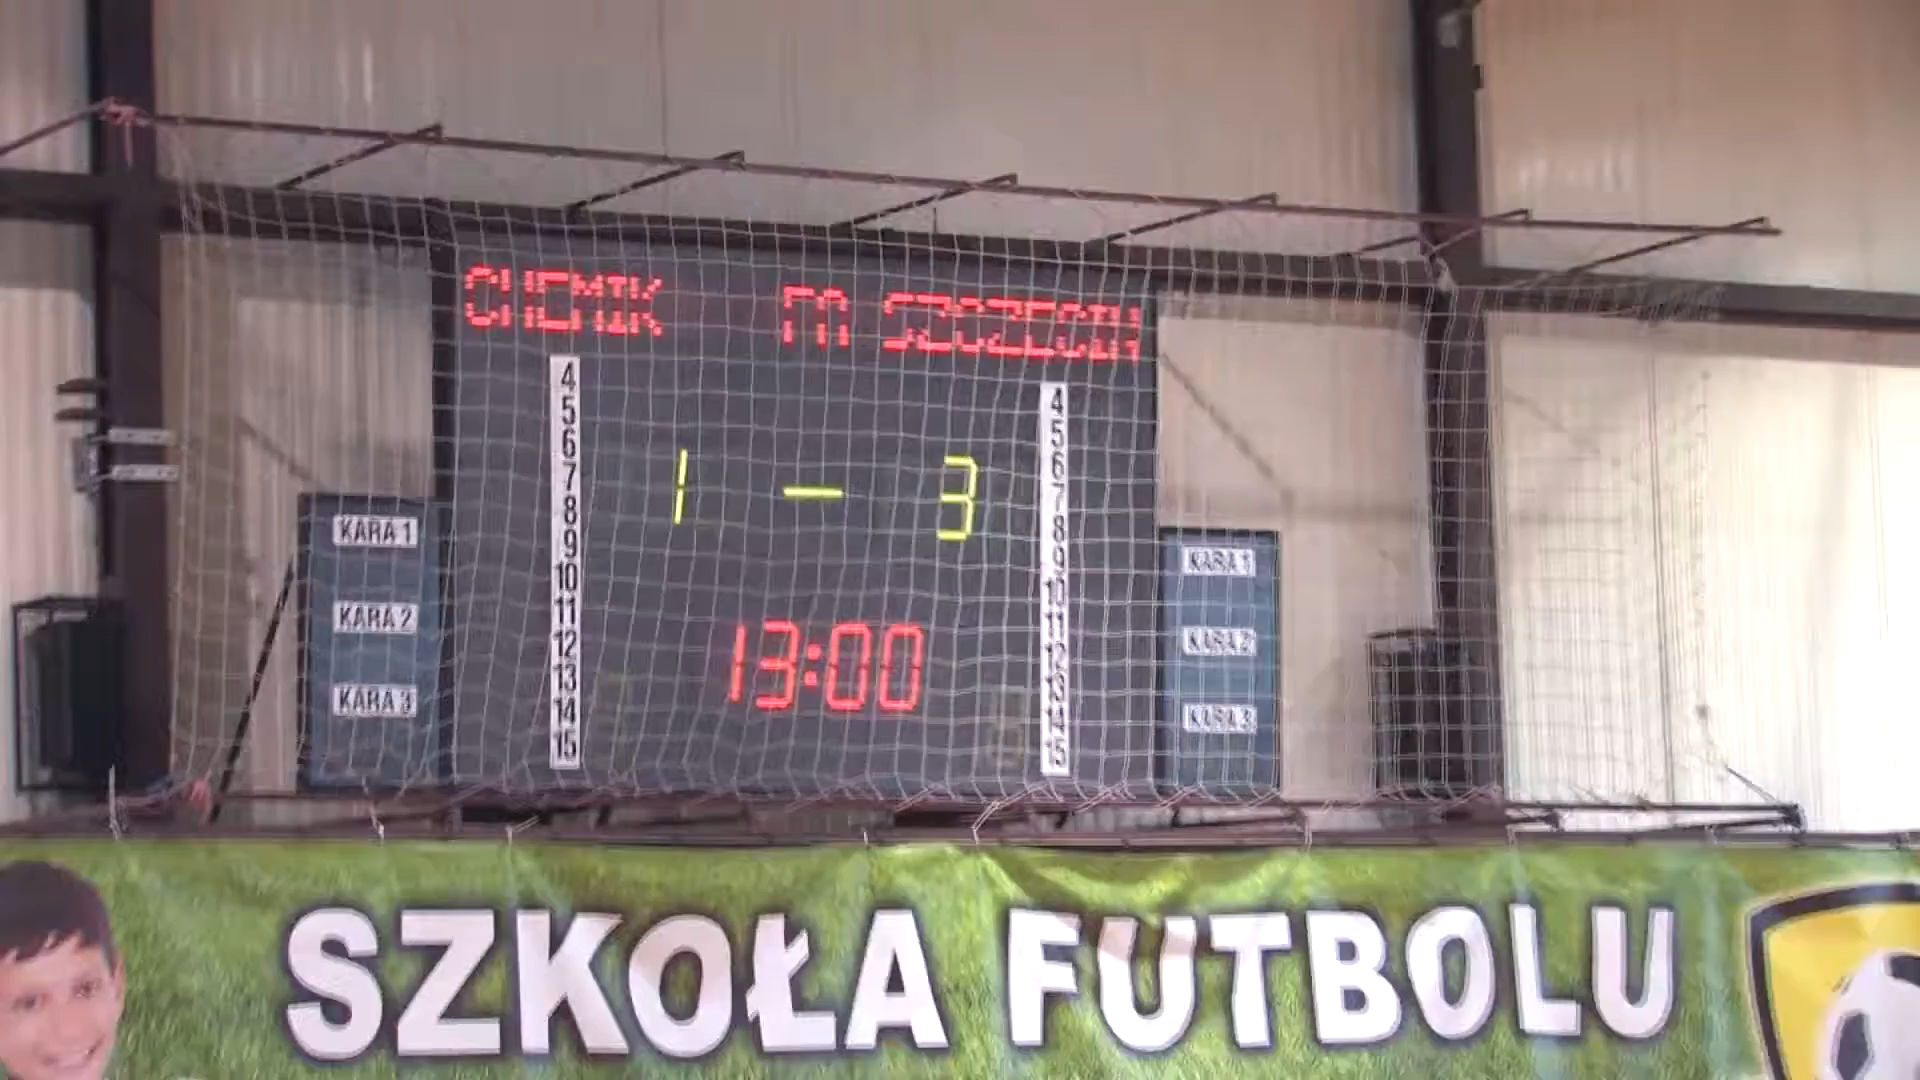 CHEMIK FA SZCZECIN
4 4
5 5
6 6
7 7
8 8
9 9
10 10
11 11
12 12
13 13
14 14
15 15
1 - 3
13:00
KARA 1
KARA 2
KARA 3
KARA 1
KARA 2
KARA 3
SZKOŁA FUTBOLU